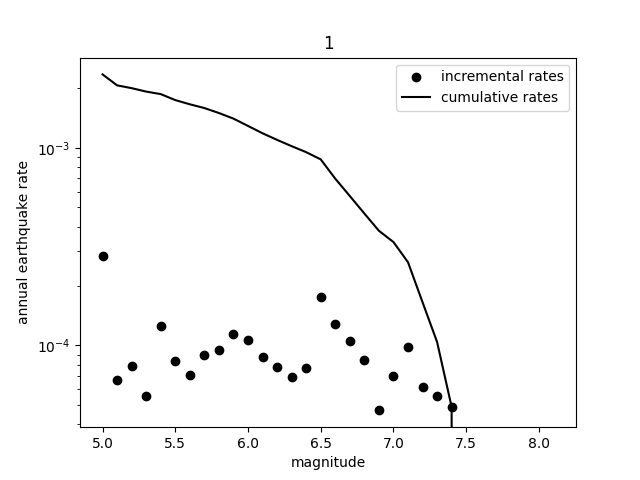 1
incremental rates
cumulative rates
annual earthquake rate
10⁻³
10⁻⁴
5.0 5.5 6.0 6.5 7.0 7.5 8.0
magnitude